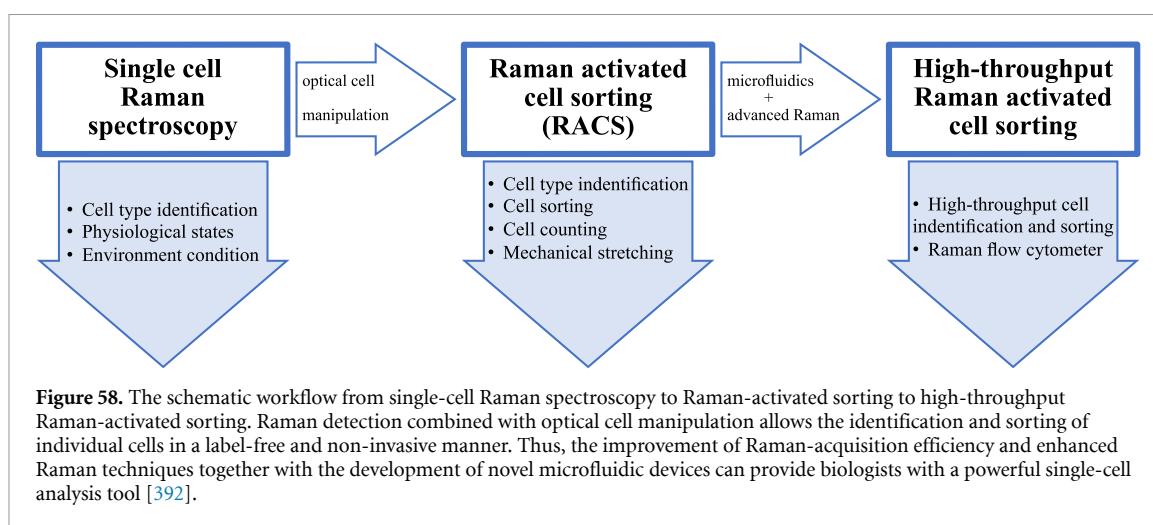 Single cell
Raman
spectroscopy
optical cell
manipulation
Raman activated
cell sorting
(RACS)
microfluidics
+
advanced Raman
High-throughput
Raman activated
cell sorting
• Cell type identification
• Physiological states
• Environment condition
• Cell type indentification
• Cell sorting
• Cell counting
• Mechanical stretching
• High-throughput cell
indentification and sorting
• Raman flow cytometer
Figure 58. The schematic workflow from single-cell Raman spectroscopy to Raman-activated sorting to high-throughput
Raman-activated sorting. Raman detection combined with optical cell manipulation allows the identification and sorting of
individual cells in a label-free and non-invasive manner. Thus, the improvement of Raman-acquisition efficiency and enhanced
Raman techniques together with the development of novel microfluidic devices can provide biologists with a powerful single-cell
analysis tool [392].